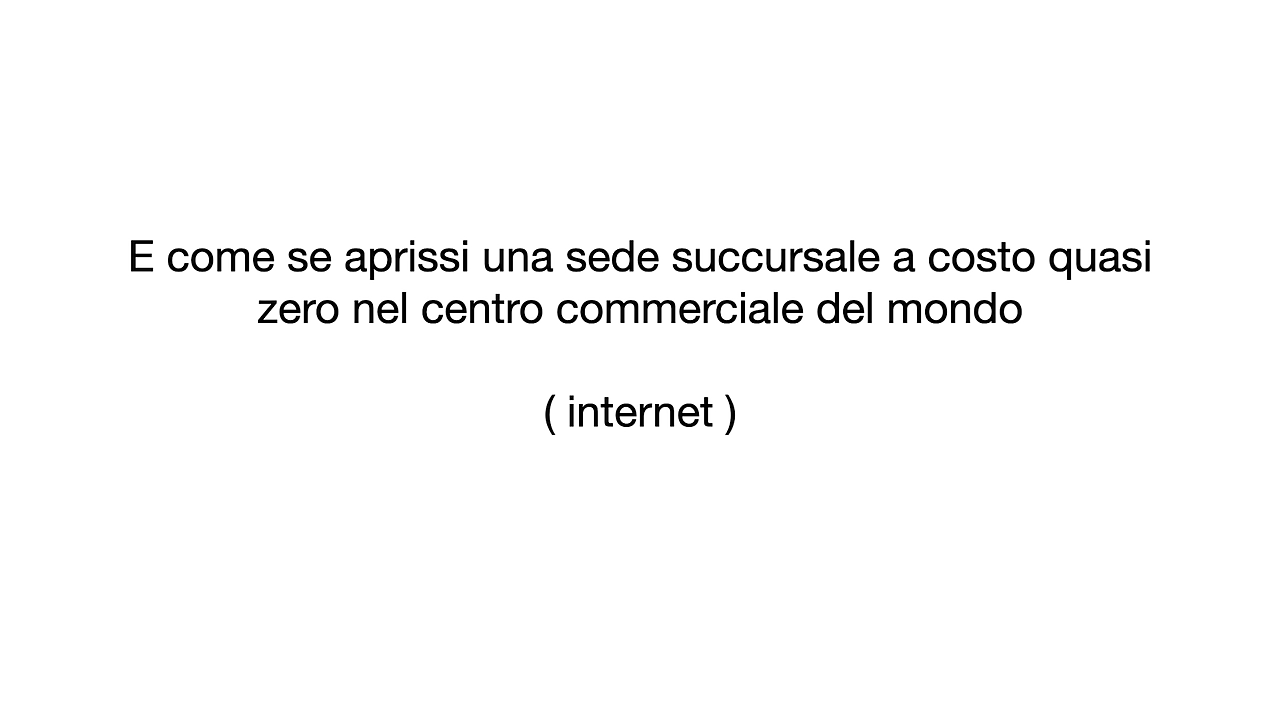 E come se aprissi una sede succursale a costo quasi
zero nel centro commerciale del mondo
( internet )